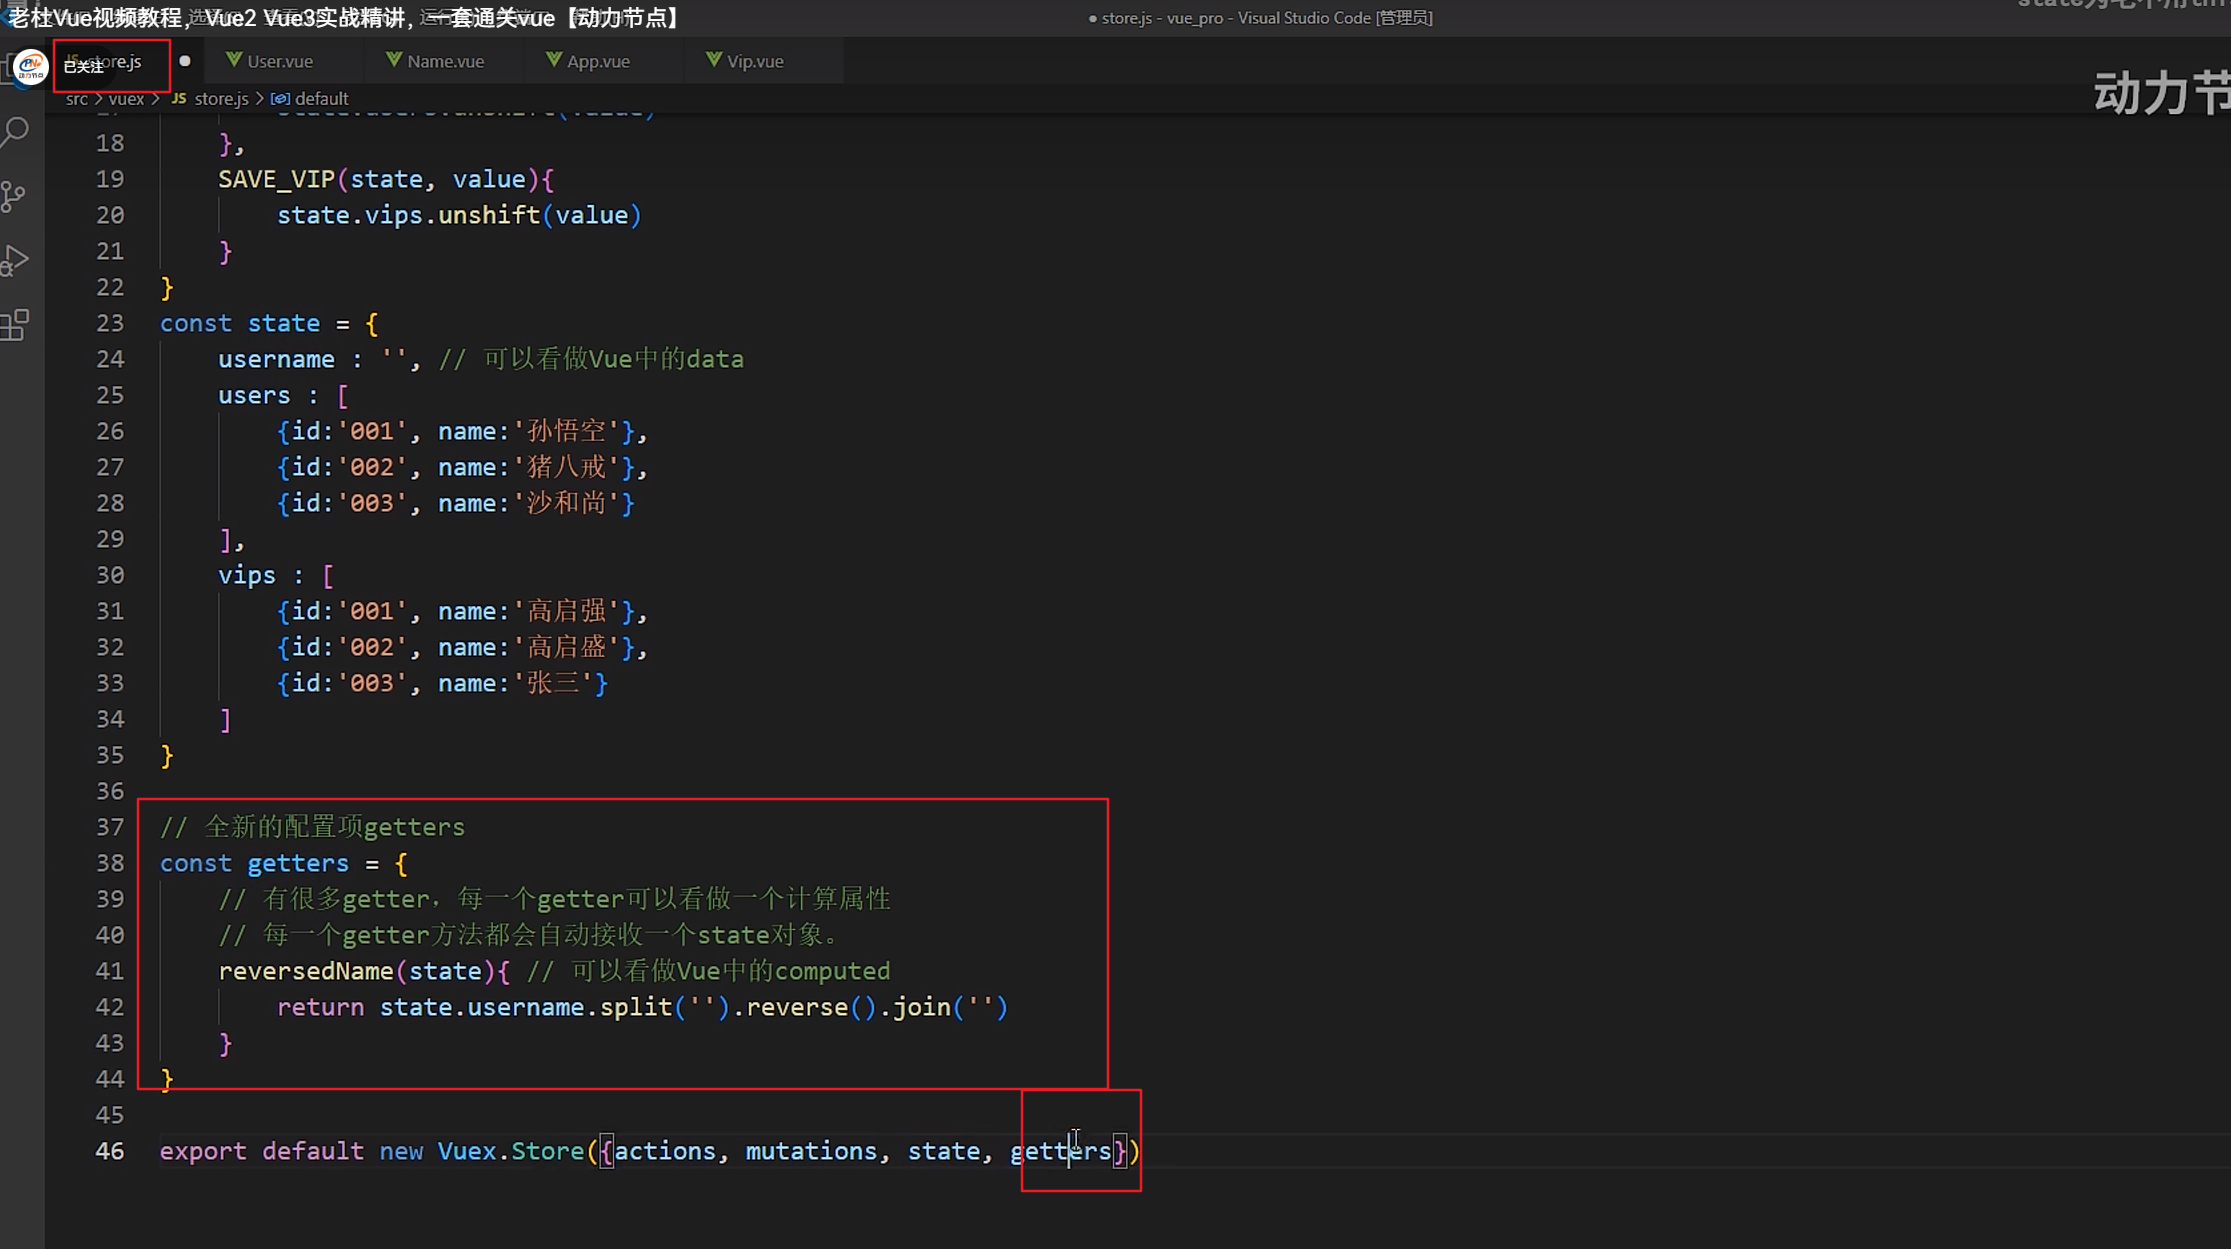 老杜Vue视频教程，Vue2 Vue3实战精讲，一套通关vue【动力节点】
● store.js - vue_pro - Visual Studio Code [管理员]
已关注 store.js ● User.vue Name.vue App.vue Vip.vue
动力节
src > vuex > JS store.js > default
18 },
19 SAVE_VIP(state, value){
20 state.vips.unshift(value)
21 }
22 }
23 const state = {
24 username : '', // 可以看做Vue中的data
25 users : [
26 {id:'001', name:'孙悟空'},
27 {id:'002', name:'猪八戒'},
28 {id:'003', name:'沙和尚'}
29 ],
30 vips : [
31 {id:'001', name:'高启强'},
32 {id:'002', name:'高启盛'},
33 {id:'003', name:'张三'}
34 ]
35 }
36
37 // 全新的配置项getters
38 const getters = {
39 // 有很多getter，每一个getter可以看做一个计算属性
40 // 每一个getter方法都会自动接收一个state对象。
41 reversedName(state){ // 可以看做Vue中的computed
42 return state.username.split('').reverse().join('')
43 }
44 }
45
46 export default new Vuex.Store({actions, mutations, state, getters})